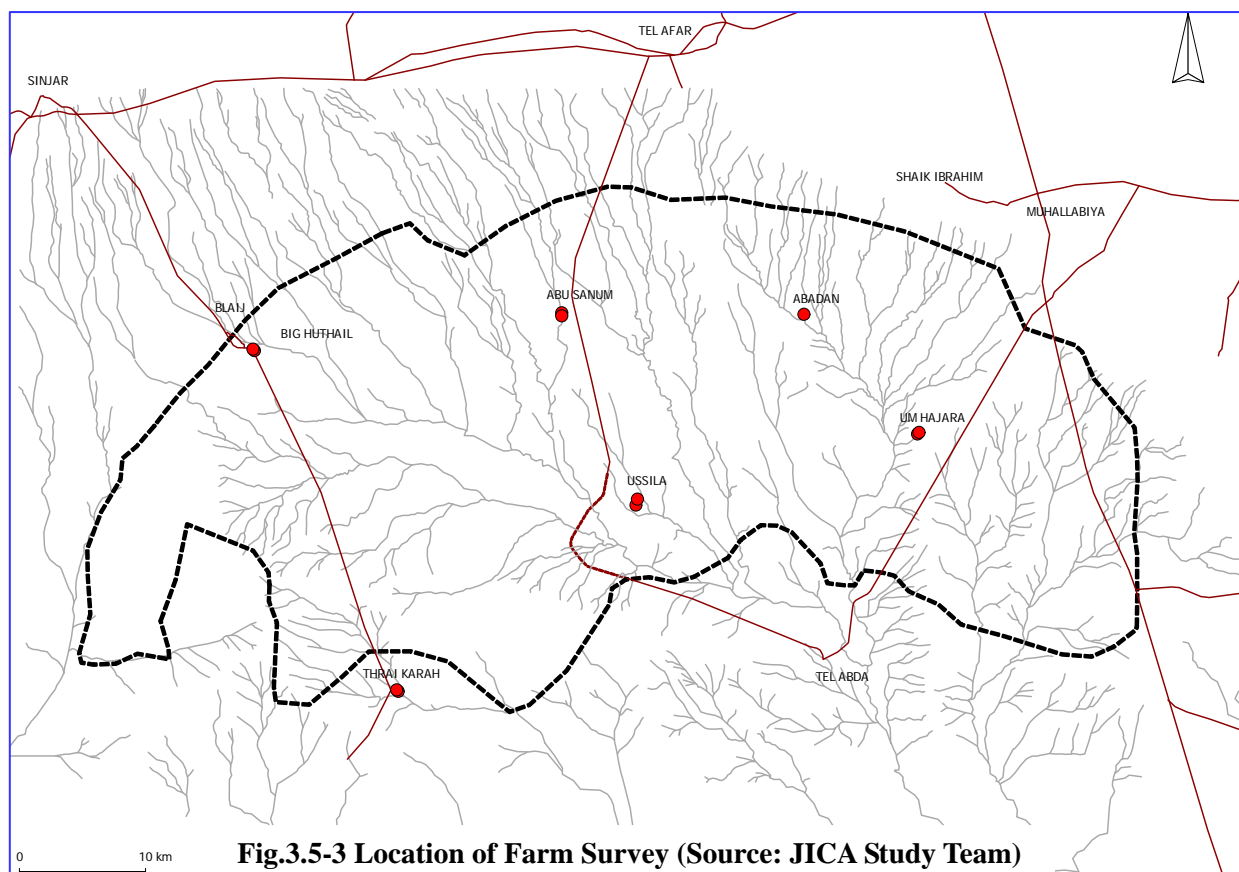 TEL AFAR
SINJAR
SHAIK IBRAHIM
MUHALLABIYA
ABU SANUM
ABADAN
BLAIJ
BIG HUTHAIL
UM HAJARA
USSILA
THRAI KARAH
TEL ABDA
0 10 km
Fig.3.5-3 Location of Farm Survey (Source: JICA Study Team)